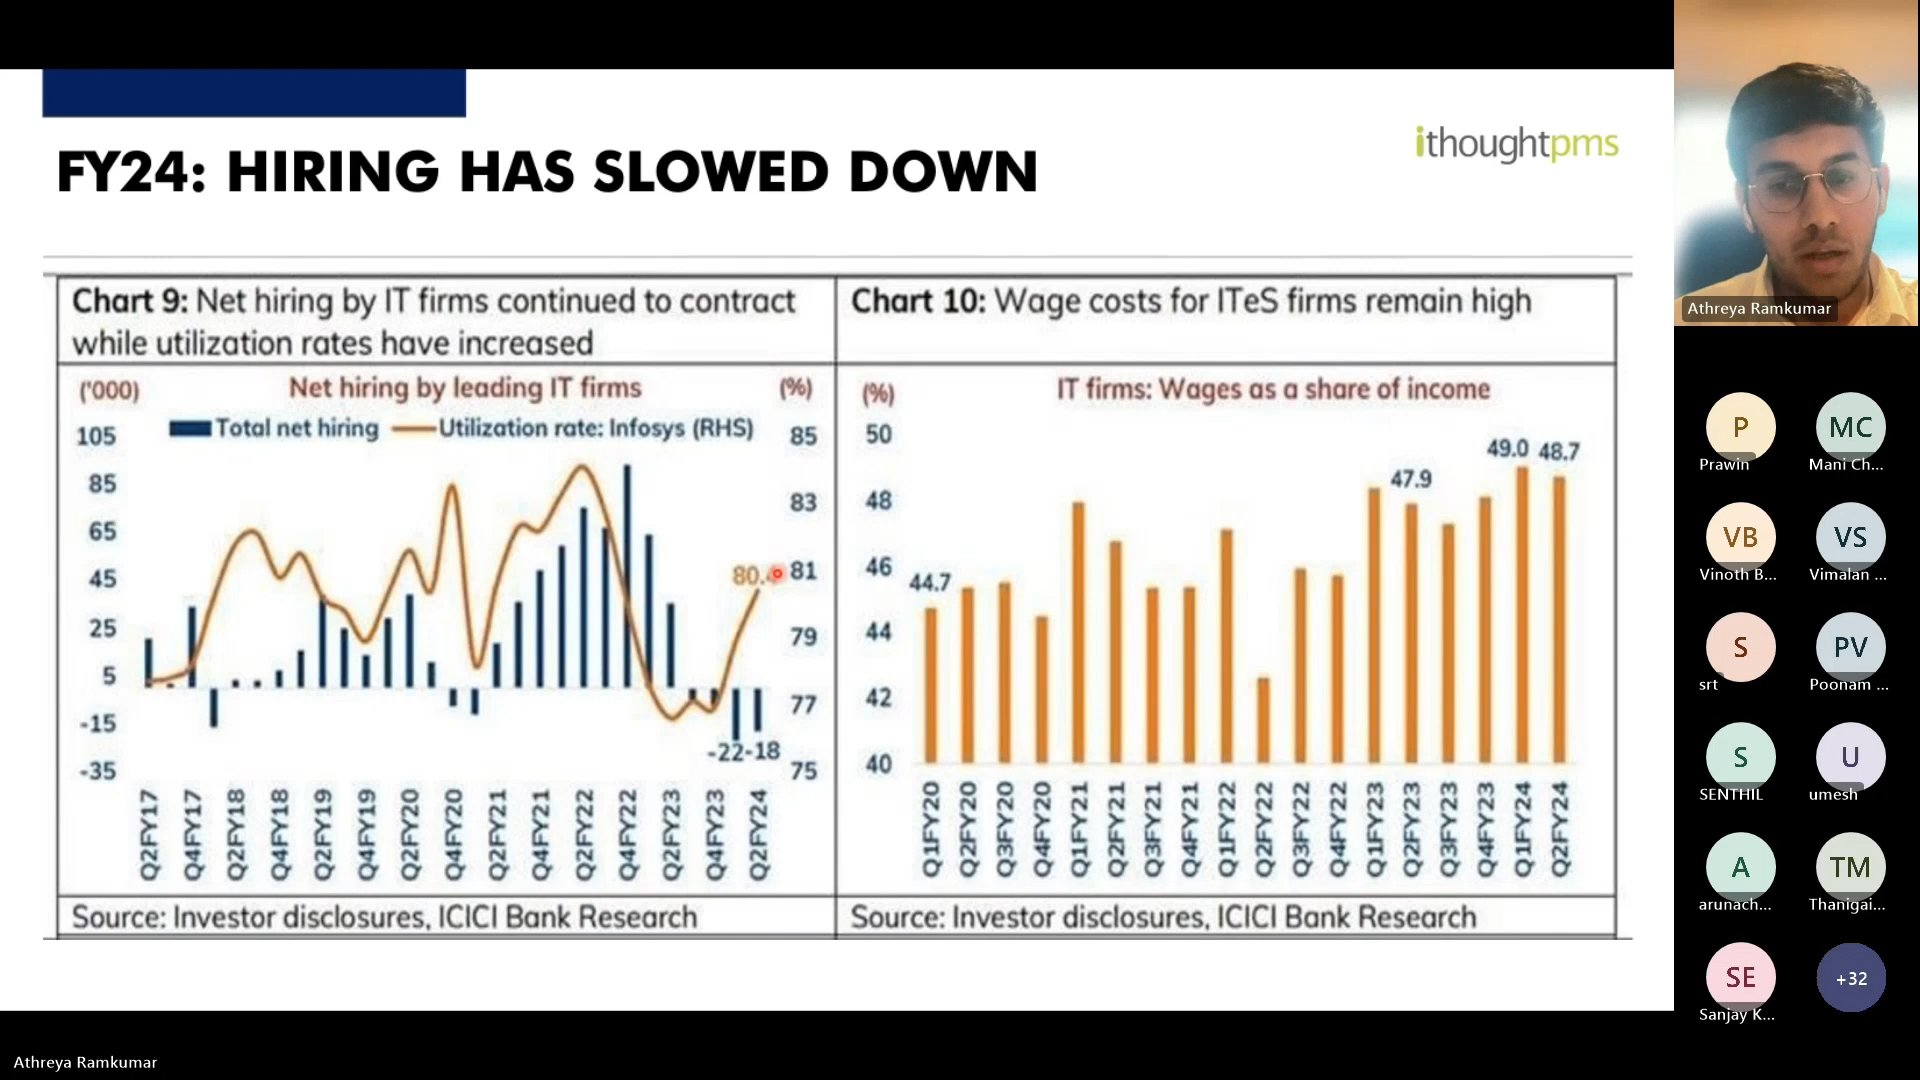 FY24: HIRING HAS SLOWED DOWN
ithoughtpms
Chart 9: Net hiring by IT firms continued to contract
while utilization rates have increased
('000)
Net hiring by leading IT firms
(%)
Total net hiring
Utilization rate: Infosys (RHS)
105
85
65
45
25
5
-15
-35
85
83
81
79
77
75
-22-18
Q2FY17
Q4FY17
Q2FY18
Q4FY18
Q2FY19
Q4FY19
Q2FY20
Q4FY20
Q2FY21
Q4FY21
Q2FY22
Q4FY22
Q2FY23
Q4FY23
Q2FY24
Source: Investor disclosures, ICICI Bank Research
Chart 10: Wage costs for ITeS firms remain high
(%)
IT firms: Wages as a share of income
50
48
46
44
42
40
44.7
47.9
49.0
48.7
Q1FY20
Q2FY20
Q3FY20
Q4FY20
Q1FY21
Q2FY21
Q3FY21
Q4FY21
Q1FY22
Q2FY22
Q3FY22
Q4FY22
Q1FY23
Q2FY23
Q3FY23
Q4FY23
Q1FY24
Q2FY24
Source: Investor disclosures, ICICI Bank Research
Athreya Ramkumar
P
Prawin
MC
Mani Ch...
VB
Vinoth B...
VS
Vimalan ...
S
srt
PV
Poonam ...
S
SENTHIL
U
umesh
A
arunach...
TM
Thanigai...
SE
Sanjay K...
+32
Athreya Ramkumar